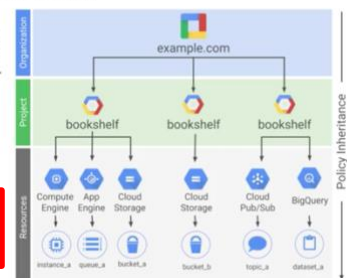 Organization
example.com
Project
bookshelf bookshelf bookshelf
Policy Inheritance
Resources
Compute Engine
App Engine
Cloud Storage
Cloud Storage
Cloud Pub/Sub
BigQuery
instance_a queue_a bucket_a bucket_b topic_a dataset_a